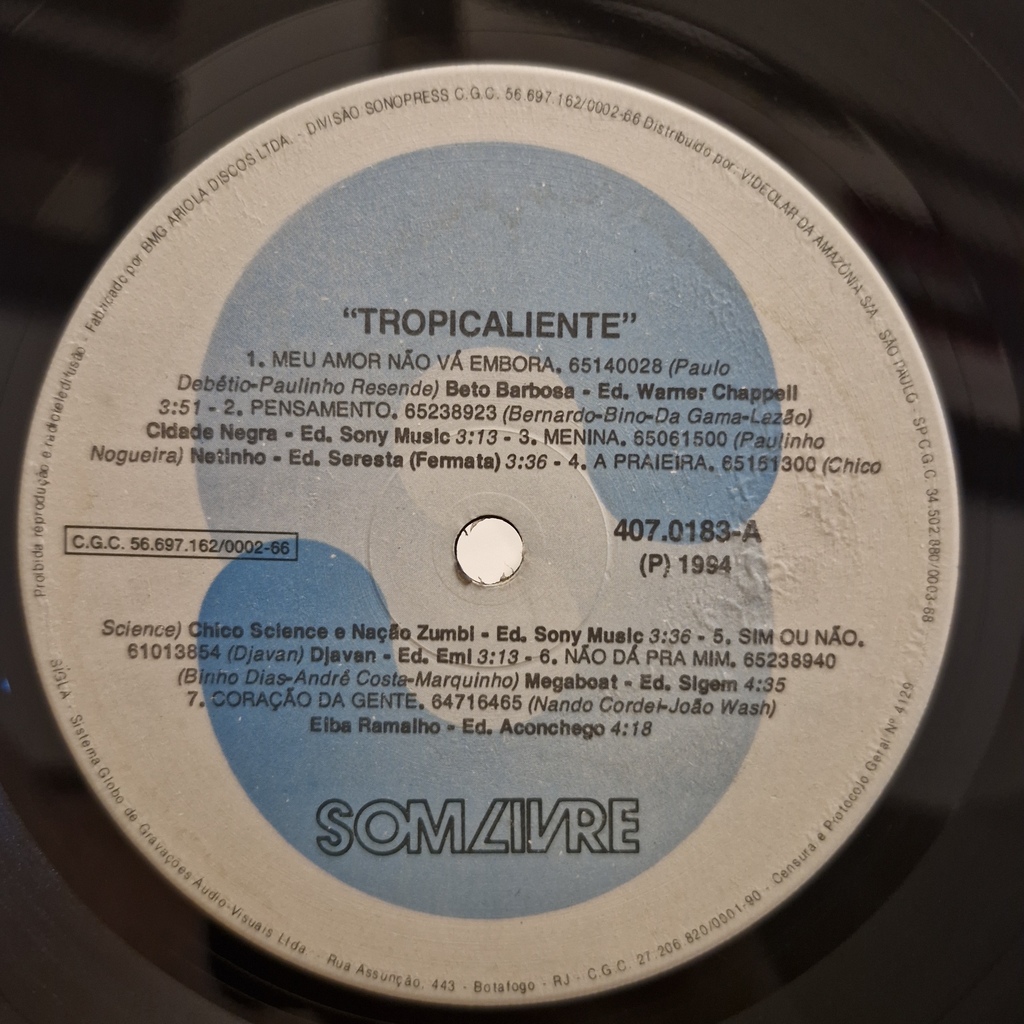 "TROPICALIENTE"
1. MEU AMOR NÃO VÁ EMBORA. 65140028 (Paulo
Debétio-Paulinho Resende) Beto Barbosa - Ed. Warner Chappell
3:51 - 2. PENSAMENTO. 65238923 (Bernardo-Bino-Da Gama-Lazão)
Cidade Negra - Ed. Sony Music 3:13 - 3. MENINA. 65061500 (Paulinho
Nogueira) Netinho - Ed. Seresta (Fermata) 3:36 - 4. A PRAIEIRA. 65151300 (Chico
C.G.C. 56.697.162/0002-66
407.0183-A
(P) 1994
Science) Chico Science e Nação Zumbi - Ed. Sony Music 3:36 - 5. SIM OU NÃO.
61013854 (Djavan) Djavan - Ed. Emi 3:13 - 6. NÃO DÁ PRA MIM. 65238940
(Binho Dias-André Costa-Marquinho) Megaboat - Ed. Sigem 4:35
7. CORAÇÃO DA GENTE. 64716465 (Nando Cordel-João Wash)
Elba Ramalho - Ed. Aconchego 4:18
SOM LIVRE
Proibida reprodução e radioteledifusão - Fabricado por BMG ARIOLA DISCOS LTDA. - DIVISÃO SONOPRESS C.G.C. 56.697.162/0002-66 Distribuído por: VIDEOLAR DA AMAZÔNIA S/A - SÃO PAULO - SP C.G.C. 34.502.880/0003-68
SIGLA - Sistema Globo de Gravações Audio-Visuais Ltda - Rua Assunção, 443 - Botafogo - RJ - C.G.C. 27.206.820/0001-90 - Censura e Protocolo Geral Nº 4129